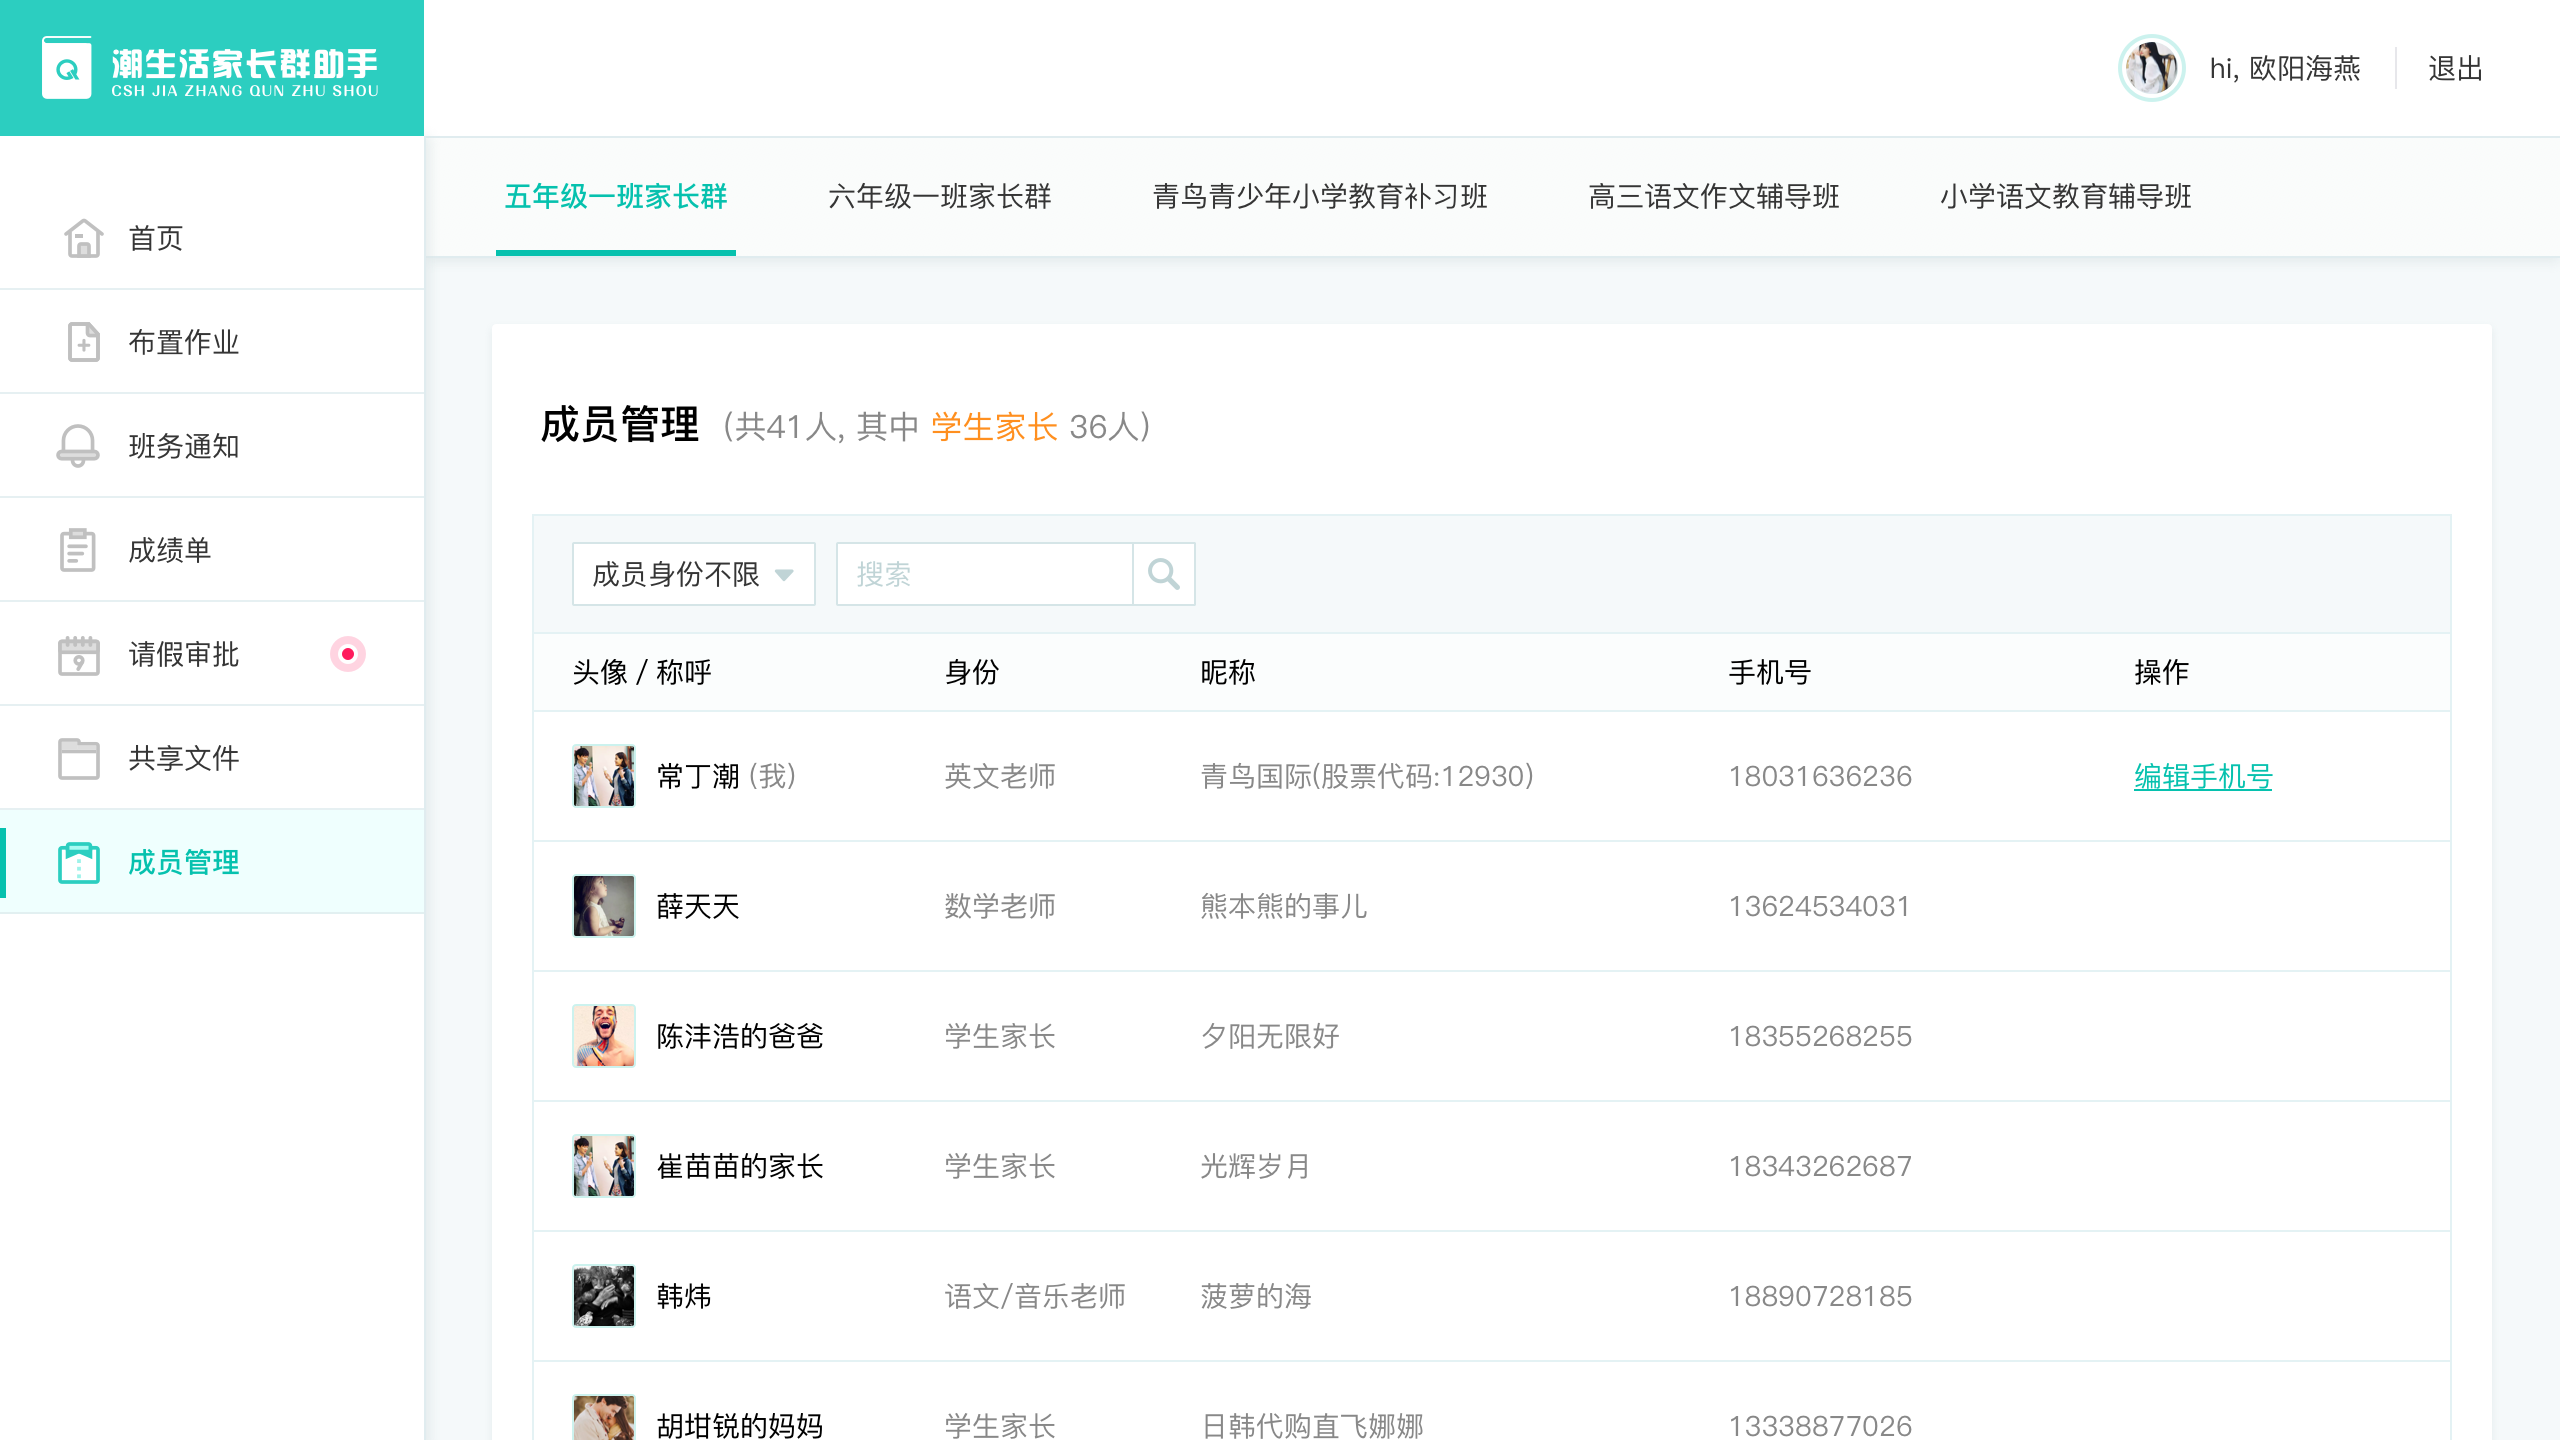 潮生活家长群助手
CSH JIA ZHANG QUN ZHU SHOU
hi, 欧阳海燕
退出
五年级一班家长群
六年级一班家长群
青鸟青少年小学教育补习班
高三语文作文辅导班
小学语文教育辅导班
首页
布置作业
班务通知
成绩单
9
请假审批
共享文件
成员管理
成员管理 (共41人, 其中 学生家长 36人)
成员身份不限
搜索
头像 / 称呼 身份 昵称 手机号 操作
常丁潮 (我) 英文老师 青鸟国际(股票代码:12930) 18031636236 编辑手机号
薛天天 数学老师 熊本熊的事儿 13624534031
陈沣浩的爸爸 学生家长 夕阳无限好 18355268255
崔苗苗的家长 学生家长 光辉岁月 18343262687
韩炜 语文/音乐老师 菠萝的海 18890728185
胡坩锐的妈妈 学生家长 日韩代购直飞娜娜 13338877026